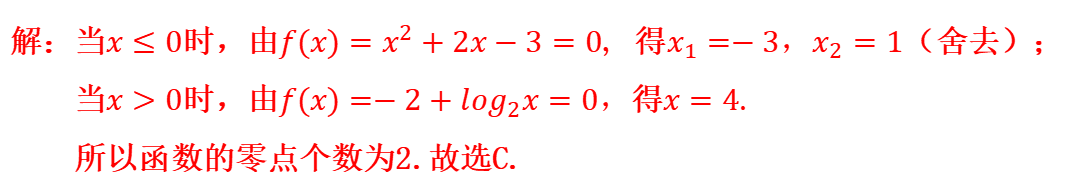 解：当x ≤ 0时，由f(x) = x² + 2x − 3 = 0，得x₁ =− 3，x₂ = 1（舍去）；
当x > 0时，由f(x) =− 2 + log₂x = 0，得x = 4.
所以函数的零点个数为2. 故选C.